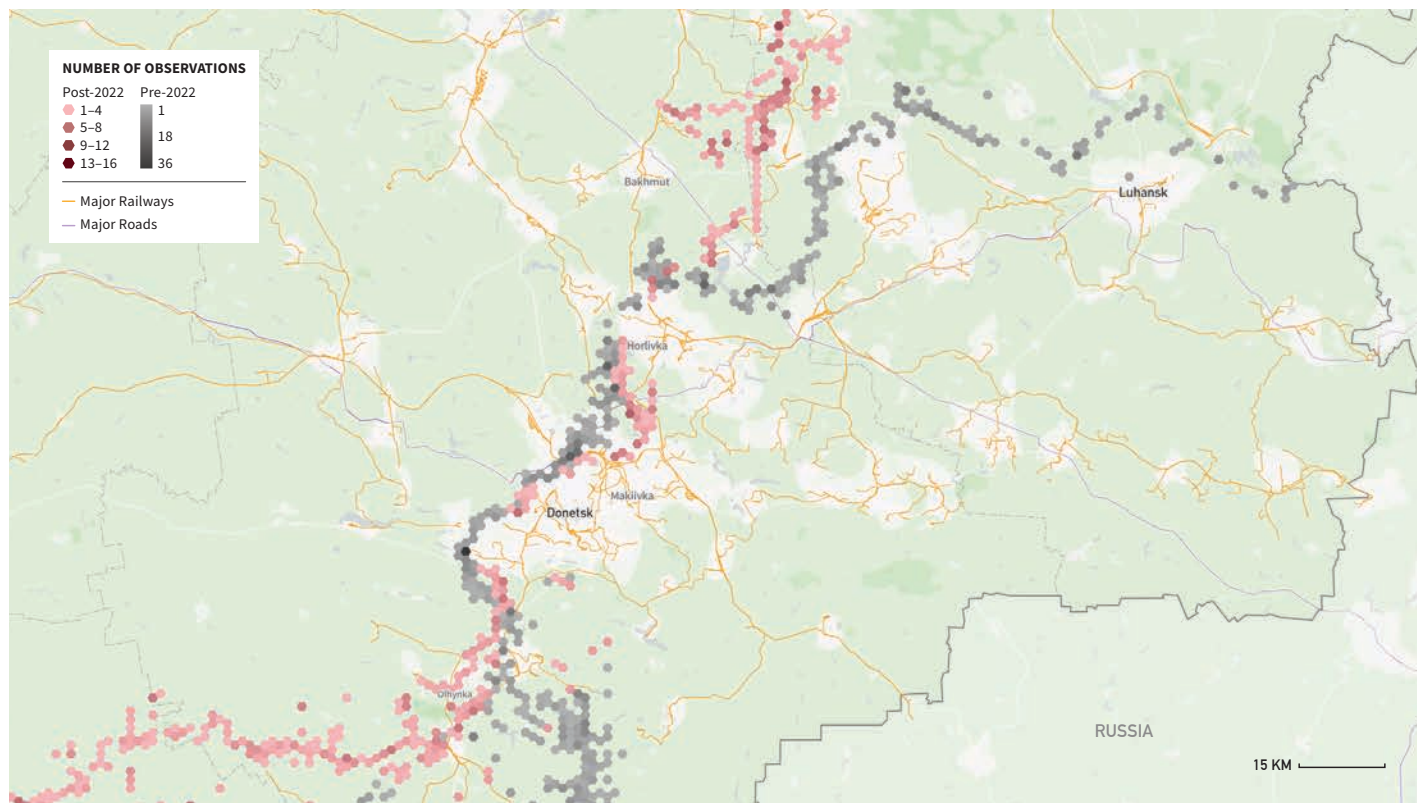 NUMBER OF OBSERVATIONS
Post-2022 Pre-2022
1–4 1
5–8
9–12 18
13–16 36
Major Railways
Major Roads
Bakhmut
Luhansk
Horlivka
Makiivka
Donetsk
Olhynka
RUSSIA
15 KM